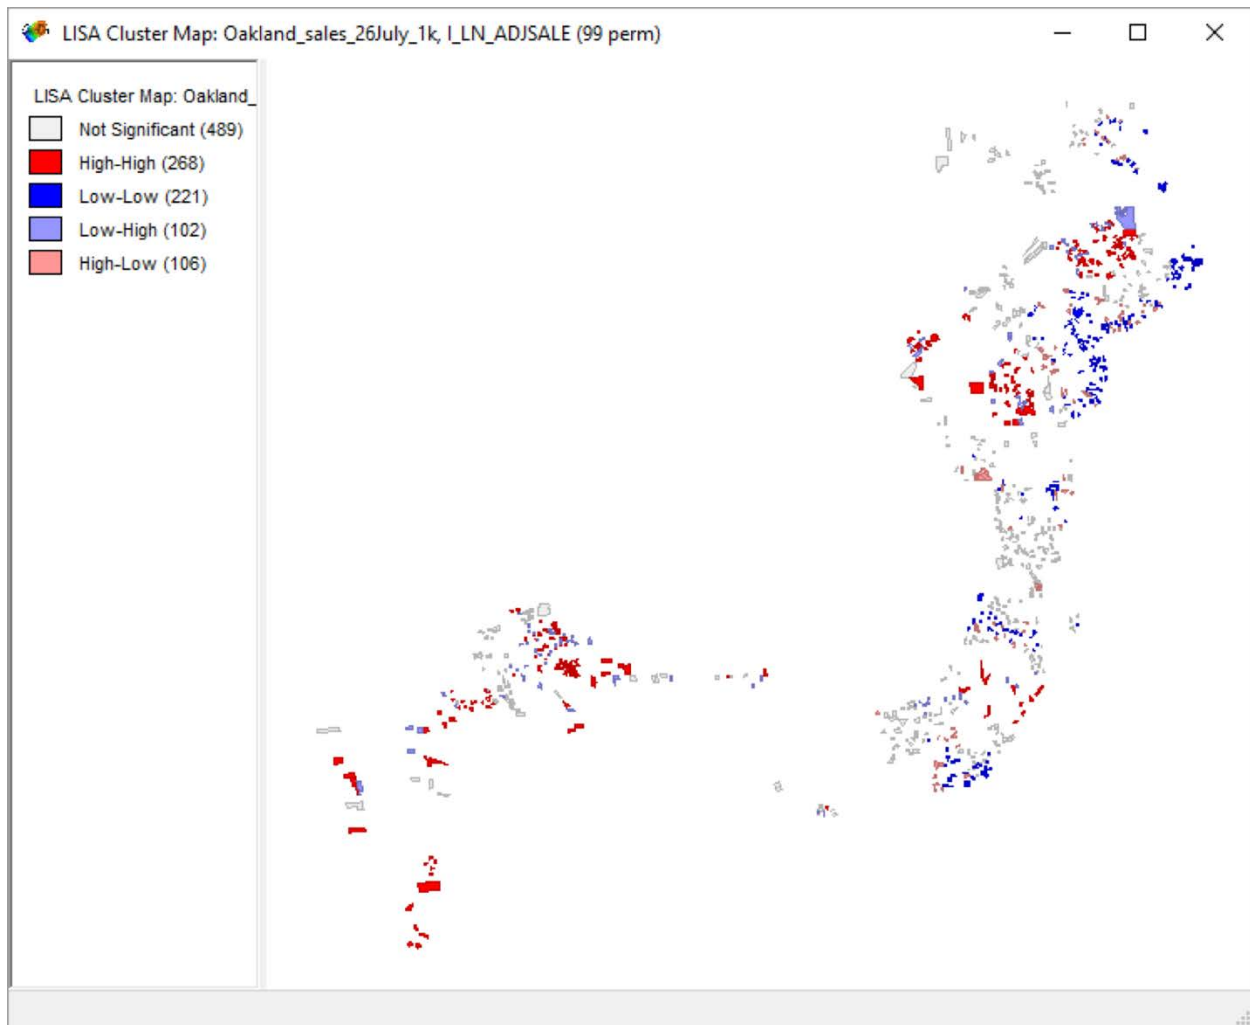 LISA Cluster Map: Oakland_sales_26July_1k, I_LN_ADJSALE (99 perm)
LISA Cluster Map: Oakland_
Not Significant (489)
High-High (268)
Low-Low (221)
Low-High (102)
High-Low (106)